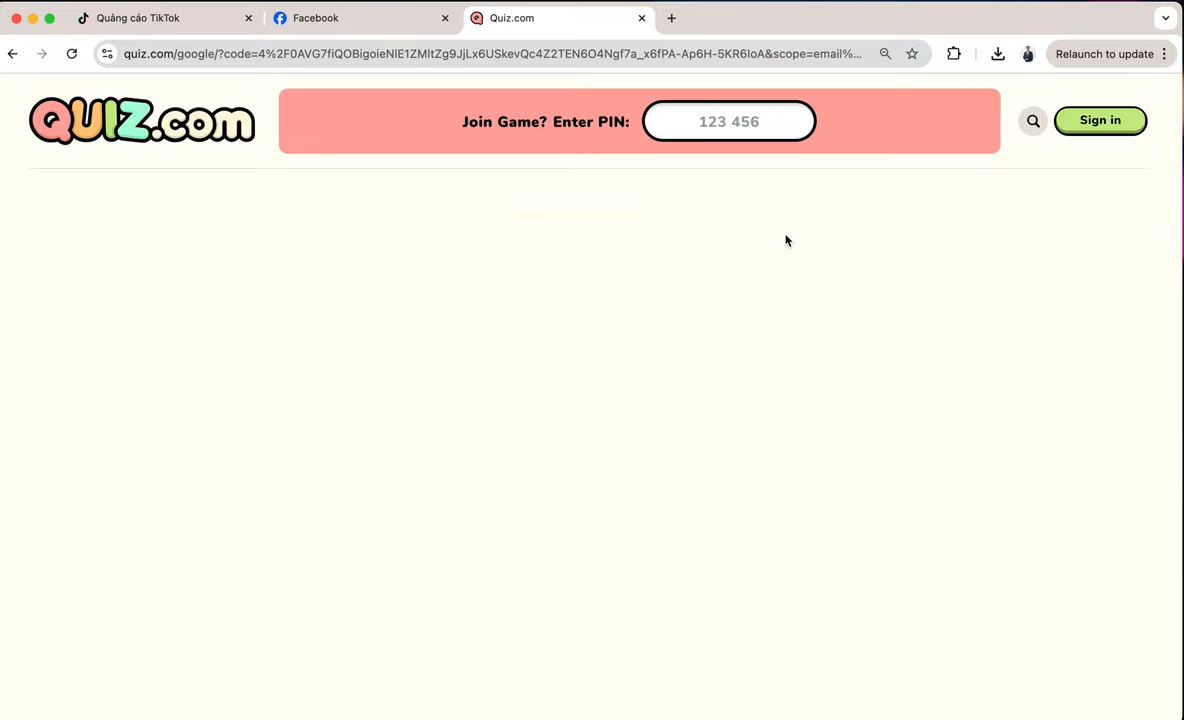 Quảng cáo TikTok
Facebook
Quiz.com
quiz.com/google/?code=4%2F0AVG7fiQOBigoieNlE1ZMltZg9JjLx6USkevQc4Z2TEN6O4Ngf7a_x6fPA-Ap6H-5KR6loA&scope=email%...
Relaunch to update
QUIZ.com
Join Game? Enter PIN:
123 456
Sign in